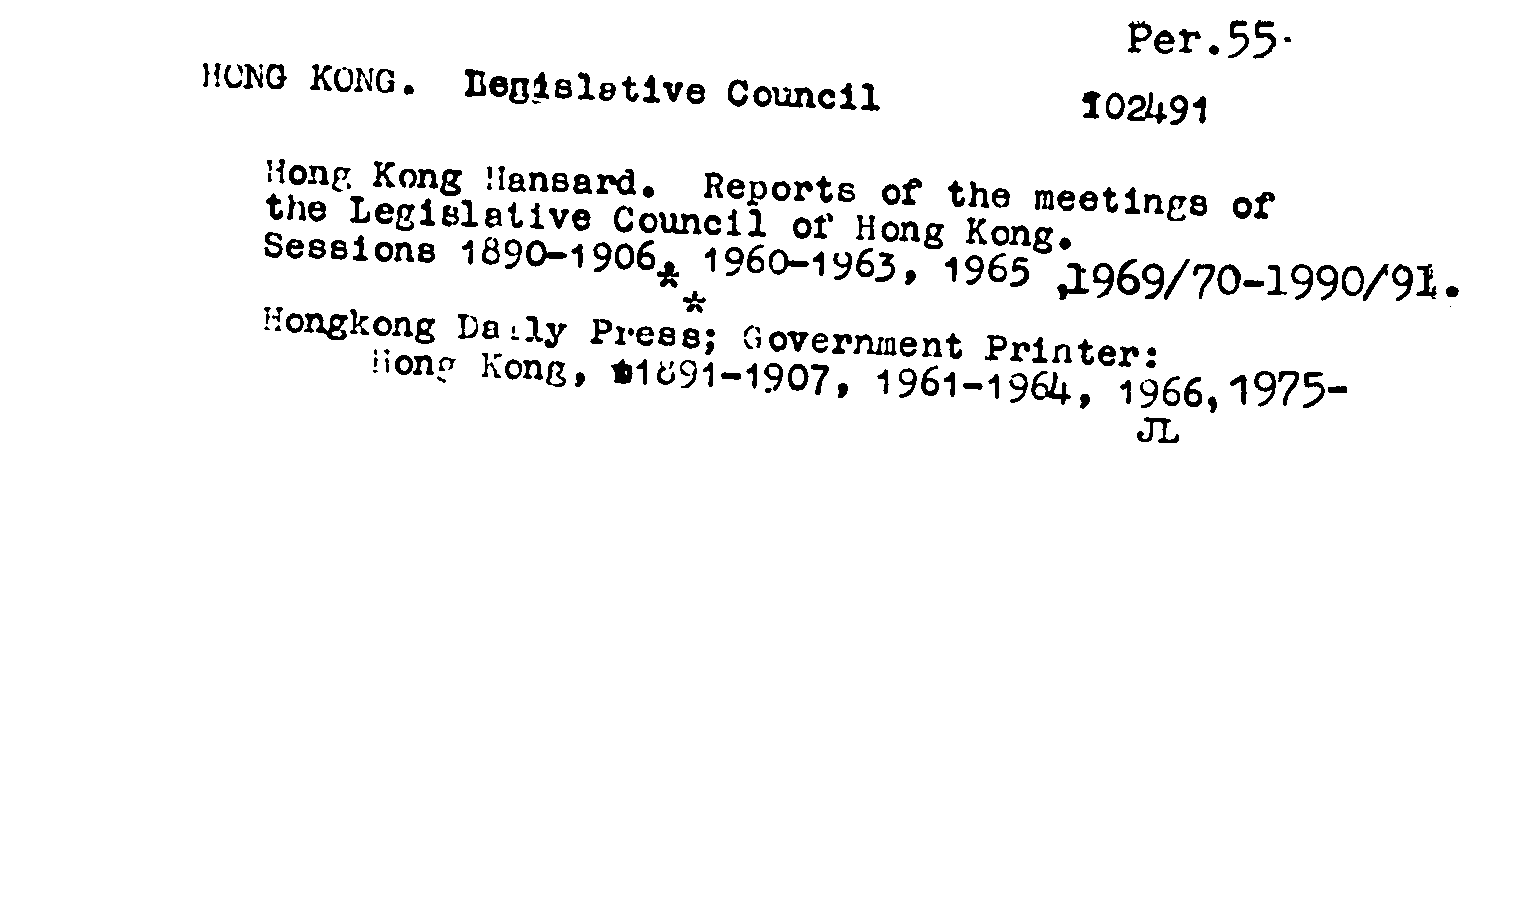 Per.55.
HONG KONG. Legislative Council 102491
Hong Kong Hansard. Reports of the meetings of
the Legislative Council of Hong Kong.
Sessions 1890-1906* 1960-1963, 1965 ,1969/70-1990/91.
*
Hongkong Daily Press; Government Printer:
Hong Kong, 1891-1907, 1961-1964, 1966, 1975-
JL